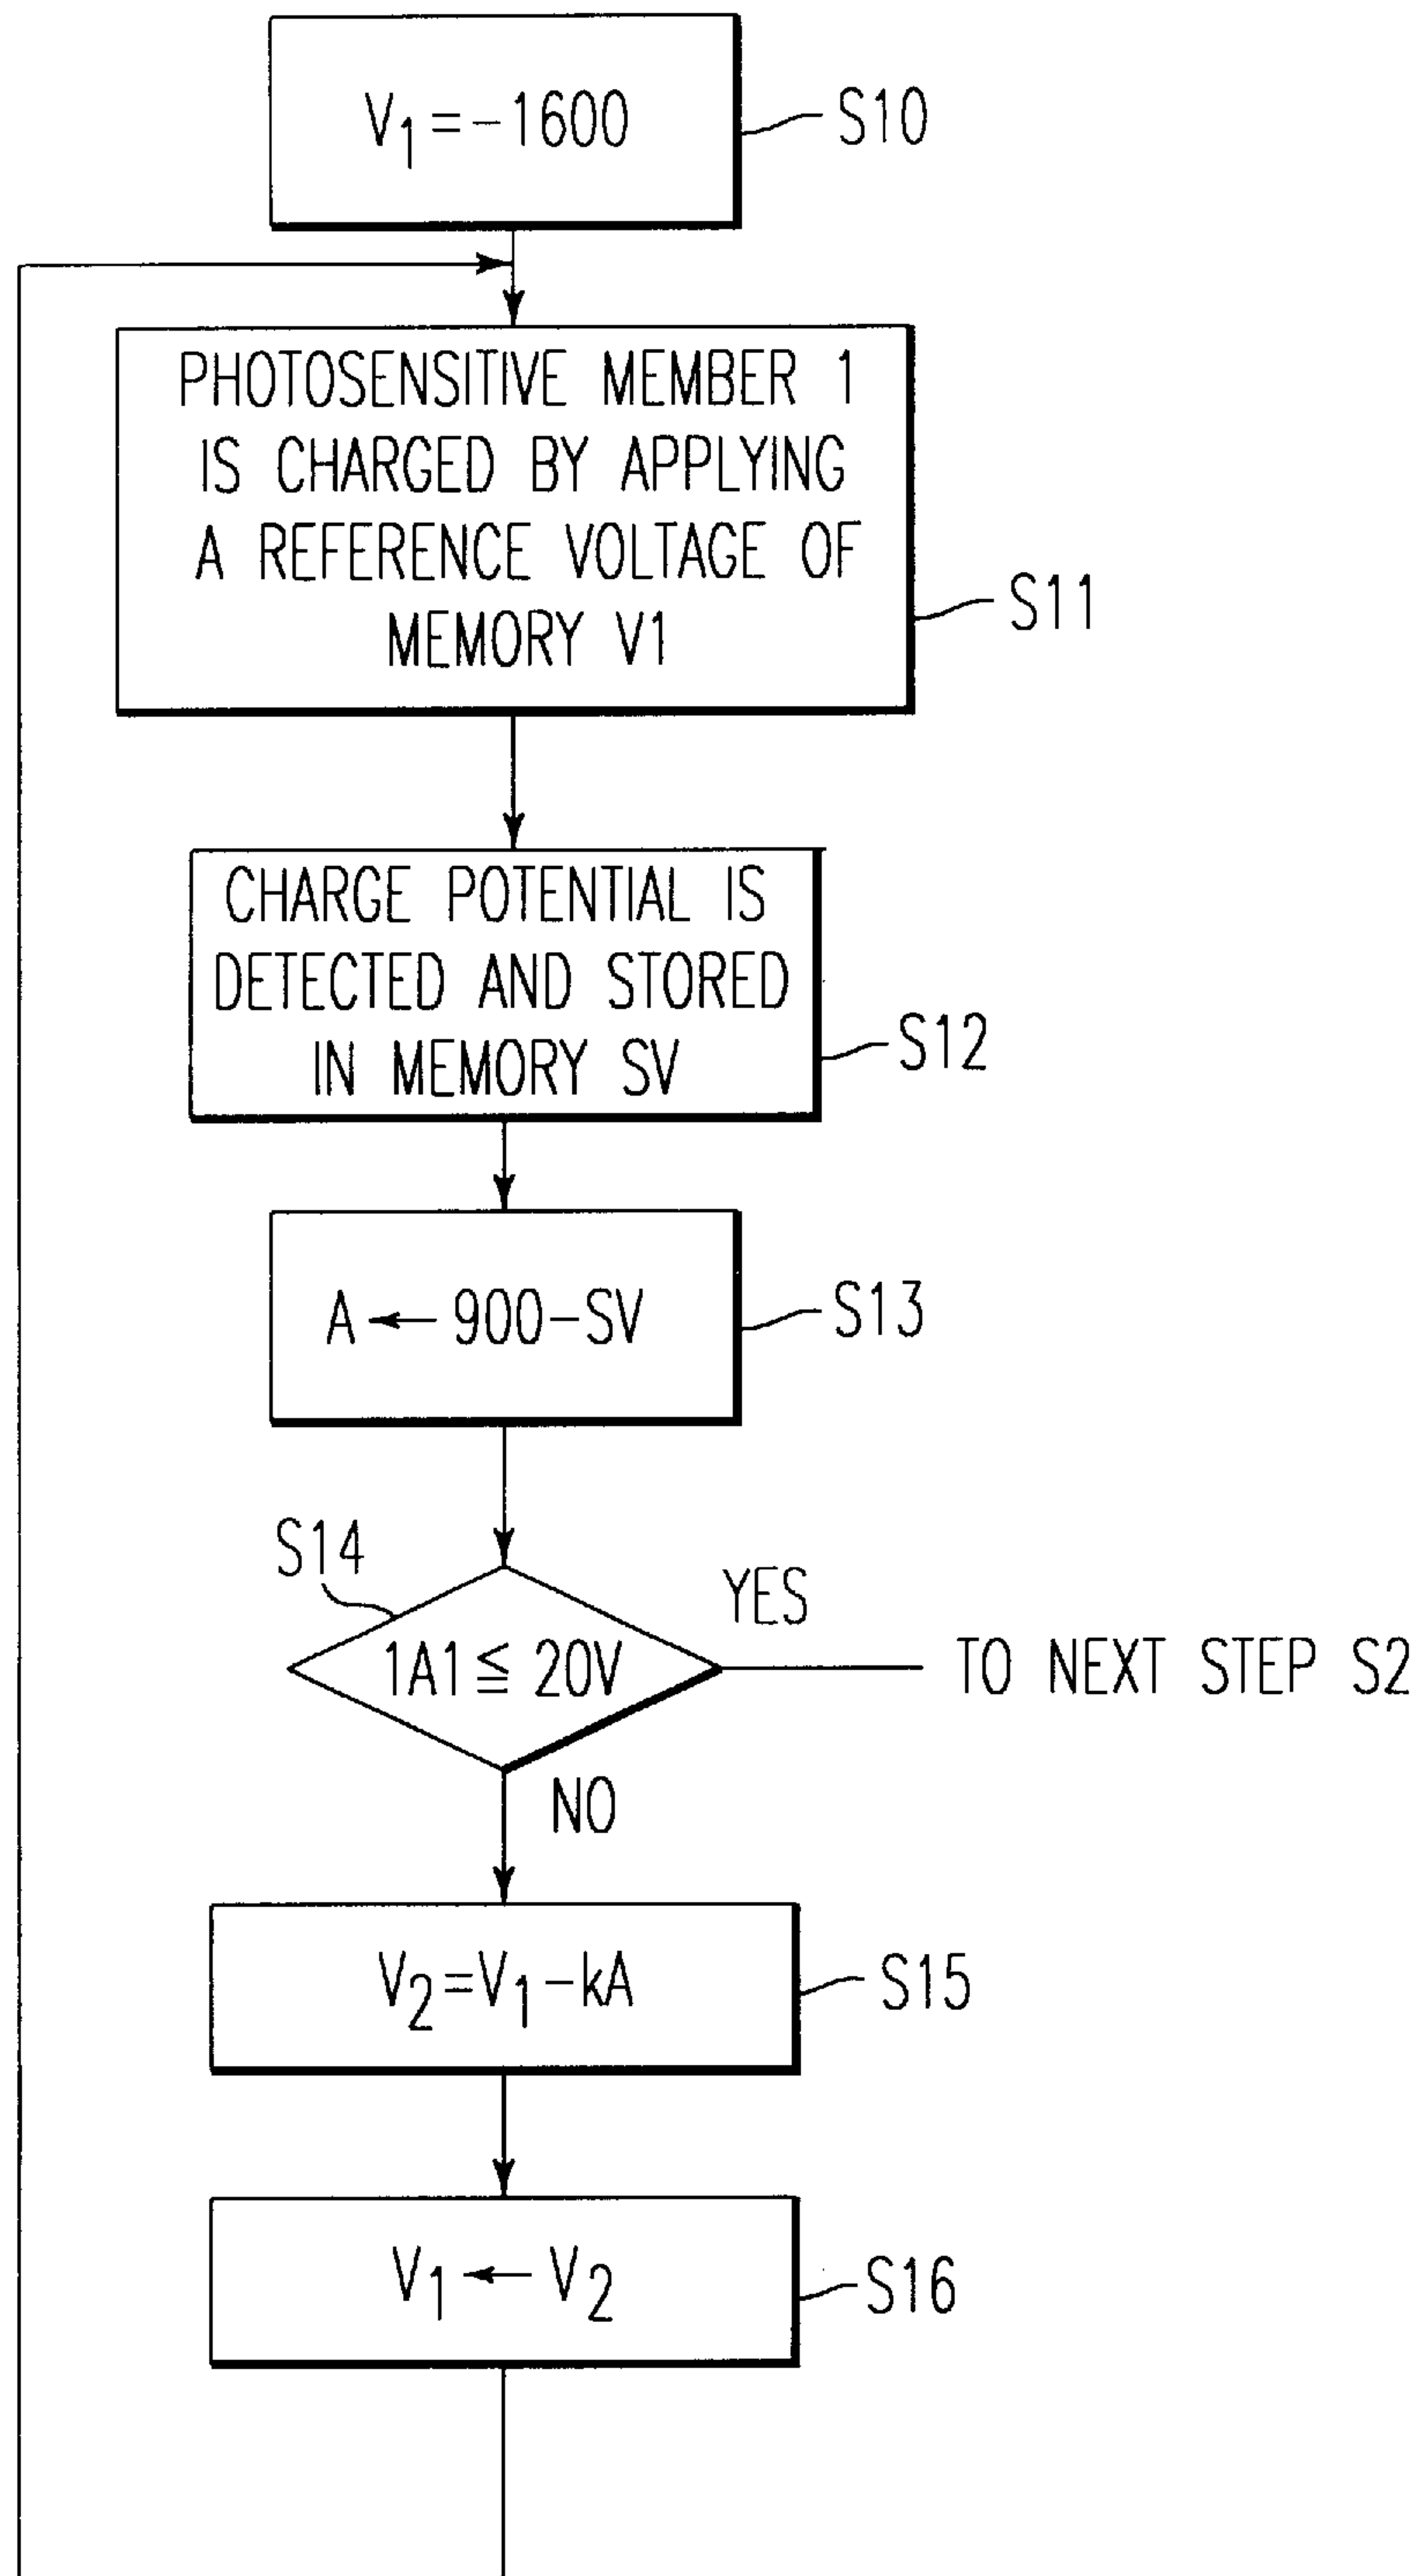 V1=-1600
S10
PHOTOSENSITIVE MEMBER 1
IS CHARGED BY APPLYING
A REFERENCE VOLTAGE OF
MEMORY V1
S11
CHARGE POTENTIAL IS
DETECTED AND STORED
IN MEMORY SV
S12
A ← 900-SV
S13
S14
1A1 ≦ 20V
YES
TO NEXT STEP S2
NO
V2=V1-kA
S15
V1 ← V2
S16